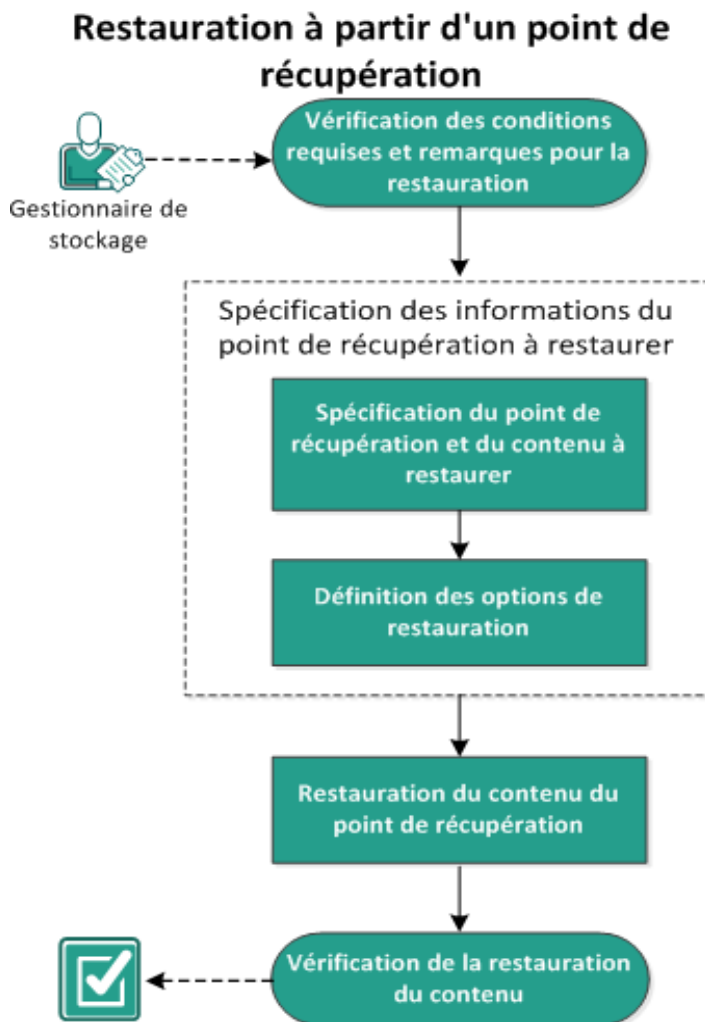 Restauration à partir d'un point de
récupération
Vérification des conditions
requises et remarques pour la
restauration
Gestionnaire de
stockage
Spécification des informations du
point de récupération à restaurer
Spécification du point de
récupération et du contenu à
restaurer
Définition des options de
restauration
Restauration du contenu du
point de récupération
Vérification de la restauration
du contenu